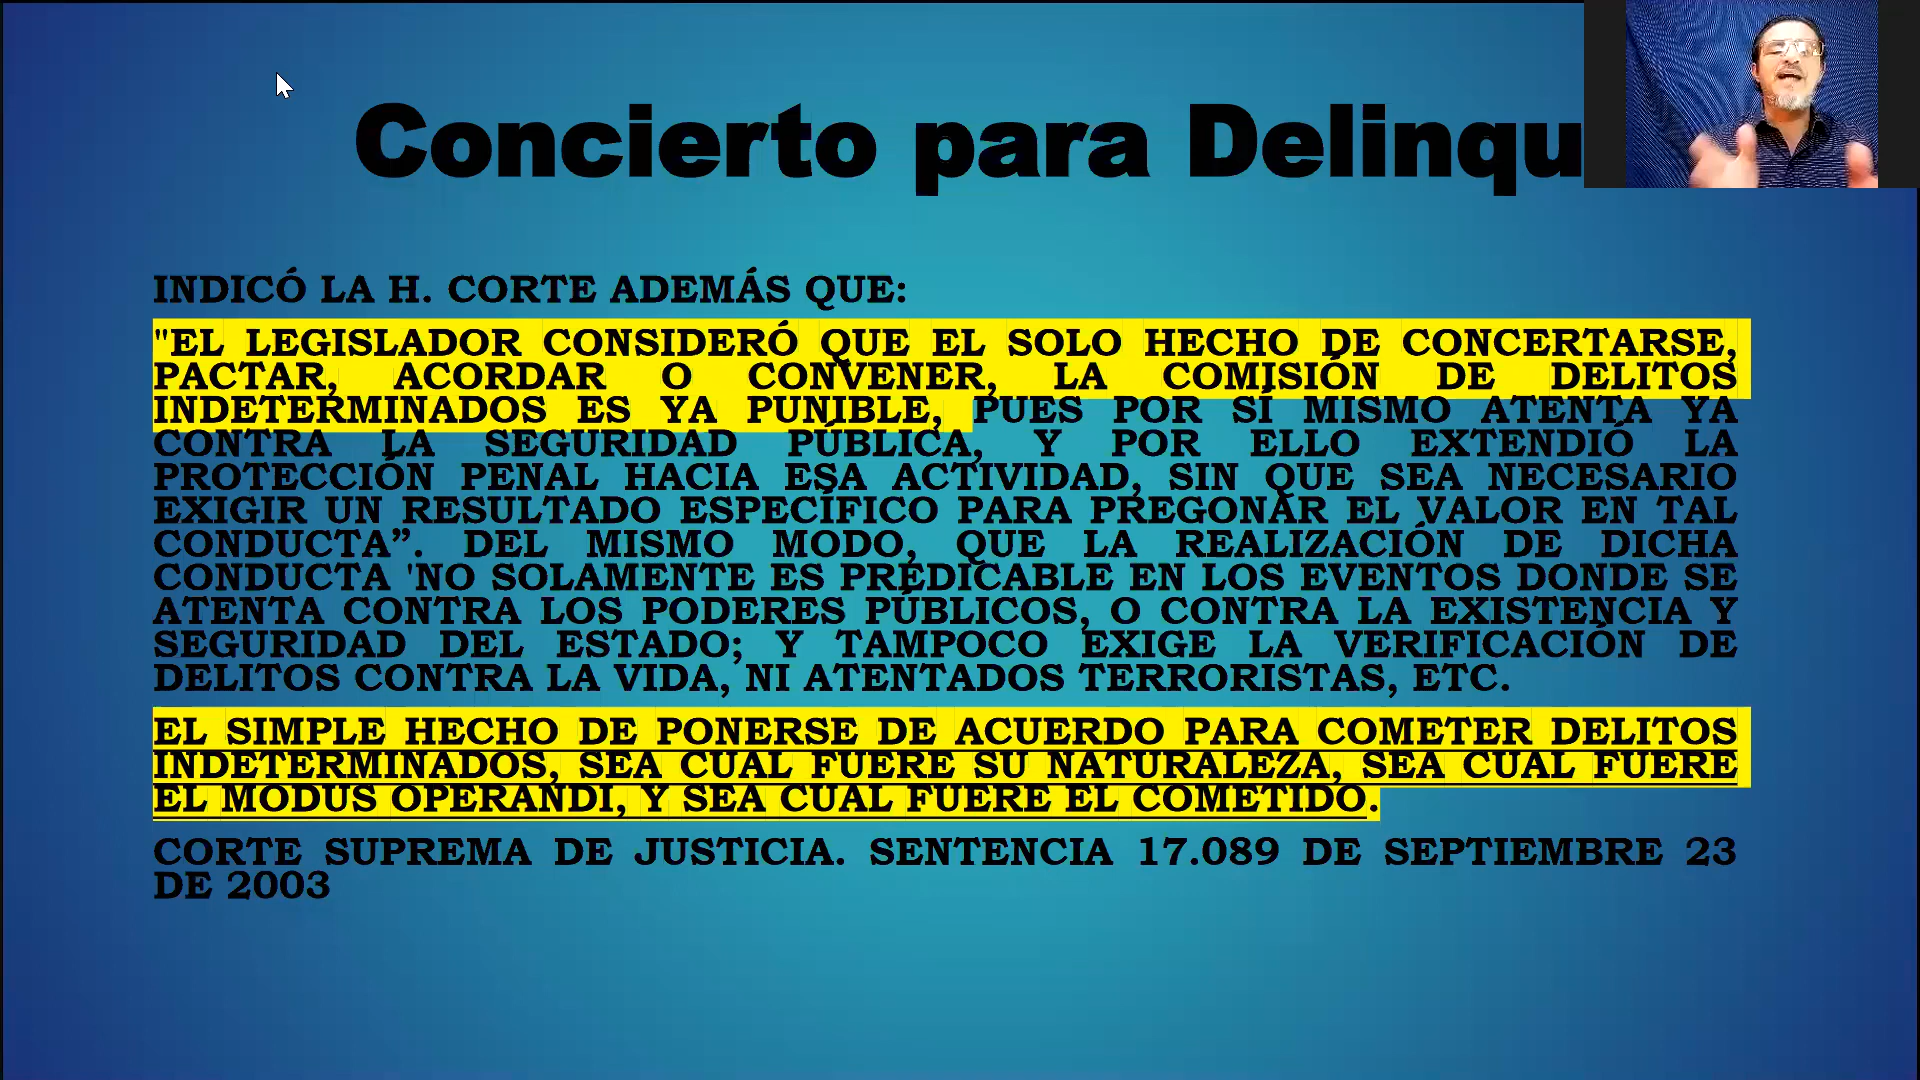 Concierto para Delinqu
INDICÓ LA H. CORTE ADEMÁS QUE:
"EL LEGISLADOR CONSIDERÓ QUE EL SOLO HECHO DE CONCERTARSE,
PACTAR, ACORDAR O CONVENER, LA COMISIÓN DE DELITOS
INDETERMINADOS ES YA PUNIBLE, PUES POR SÍ MISMO ATENTA YA
CONTRA LA SEGURIDAD PÚBLICA, Y POR ELLO EXTENDIÓ LA
PROTECCIÓN PENAL HACIA ESA ACTIVIDAD, SIN QUE SEA NECESARIO
EXIGIR UN RESULTADO ESPECÍFICO PARA PREGONAR EL VALOR EN TAL
CONDUCTA”. DEL MISMO MODO, QUE LA REALIZACIÓN DE DICHA
CONDUCTA 'NO SOLAMENTE ES PREDICABLE EN LOS EVENTOS DONDE SE
ATENTA CONTRA LOS PODERES PÚBLICOS, O CONTRA LA EXISTENCIA Y
SEGURIDAD DEL ESTADO; Y TAMPOCO EXIGE LA VERIFICACIÓN DE
DELITOS CONTRA LA VIDA, NI ATENTADOS TERRORISTAS, ETC.
EL SIMPLE HECHO DE PONERSE DE ACUERDO PARA COMETER DELITOS
INDETERMINADOS, SEA CUAL FUERE SU NATURALEZA, SEA CUAL FUERE
EL MODUS OPERANDI, Y SEA CUAL FUERE EL COMETIDO.
CORTE SUPREMA DE JUSTICIA. SENTENCIA 17.089 DE SEPTIEMBRE 23
DE 2003